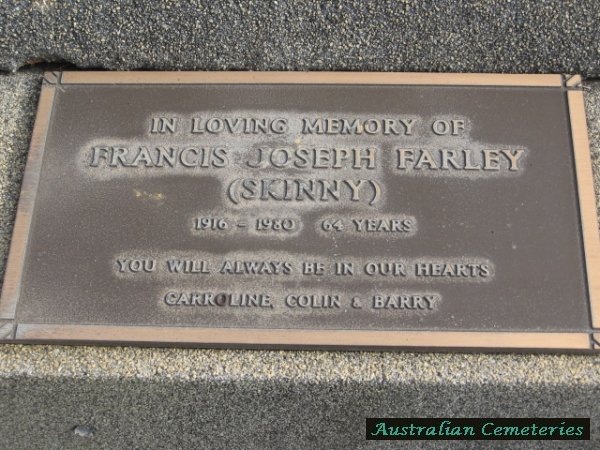 IN LOVING MEMORY OF
FRANCIS JOSEPH FARLEY
(SKINNY)
1916 - 1980 64 YEARS
YOU WILL ALWAYS BE IN OUR HEARTS
CARROLINE, COLIN & BARRY
Australian Cemeteries